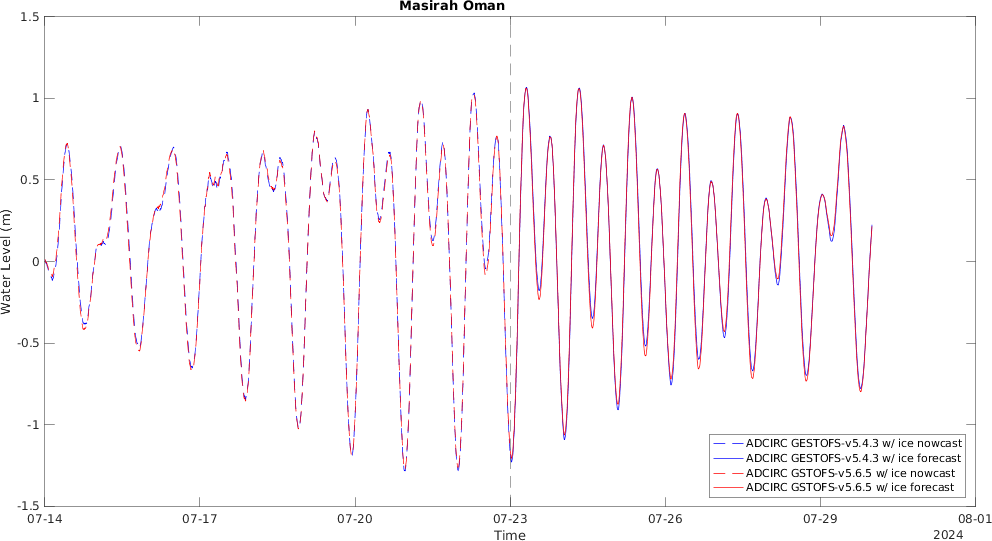 Masirah Oman
1.5
1
0.5
0
-0.5
-1
-1.5
Water Level (m)
07-14
07-17
07-20
07-23
07-26
07-29
08-01
Time
2024
ADCIRC GESTOFS-v5.4.3 w/ ice nowcast
ADCIRC GESTOFS-v5.4.3 w/ ice forecast
ADCIRC GSTOFS-v5.6.5 w/ ice nowcast
ADCIRC GSTOFS-v5.6.5 w/ ice forecast